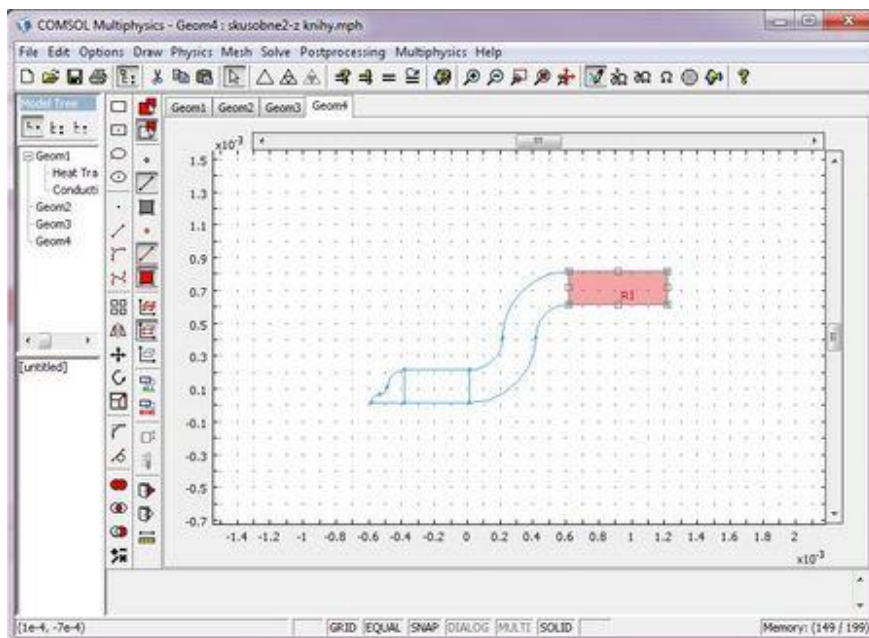 COMSOL Multiphysics - Geom4 : skusobne2-z knihy.mph
File Edit Options Draw Physics Mesh Solve Postprocessing Multiphysics Help
Model Tree
Geom1 Geom2 Geom3 Geom4
Geom1
Heat Tra
Conducti
Geom2
Geom3
Geom4
[untitled]
x10-3
1.5
1.3
1.1
0.9
0.7
0.5
0.3
0.1
-0.1
-0.3
-0.5
-0.7
R1
-1.4 -1.2 -1 -0.8 -0.6 -0.4 -0.2 0 0.2 0.4 0.6 0.8 1 1.2 1.4 1.6 1.8 2
x10-3
(1e-4, -7e-4) GRID EQUAL SNAP DIALOG MULTI SOLID Memory: (149 / 199)